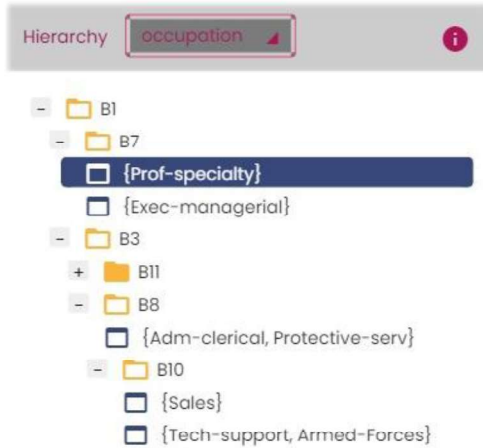 Hierarchy occupation
B1
B7
{Prof-specialty}
{Exec-managerial}
B3
B11
B8
{Adm-clerical, Protective-serv}
B10
{Sales}
{Tech-support, Armed-Forces}